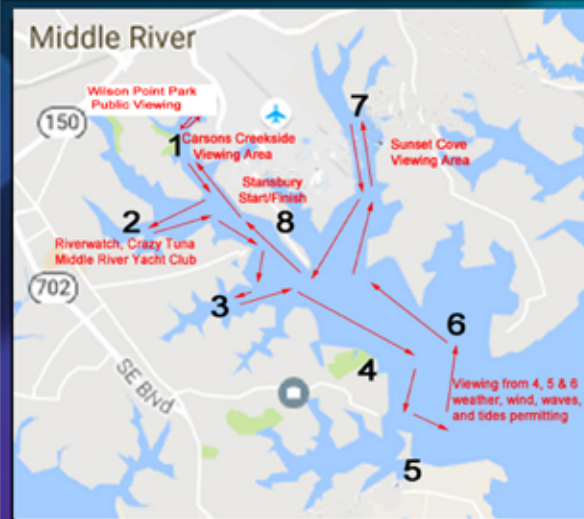 Middle River
Wilson Point Park
Public Viewing
150
7
1
Carsons Creekside
Viewing Area
Sunset Cove
Viewing Area
Stansbury
Start/Finish
2
8
Riverwatch, Crazy Tuna
Middle River Yacht Club
702
3
6
4
SE Blvd
Viewing from 4, 5 & 6
weather, wind, waves,
and tides permitting
5